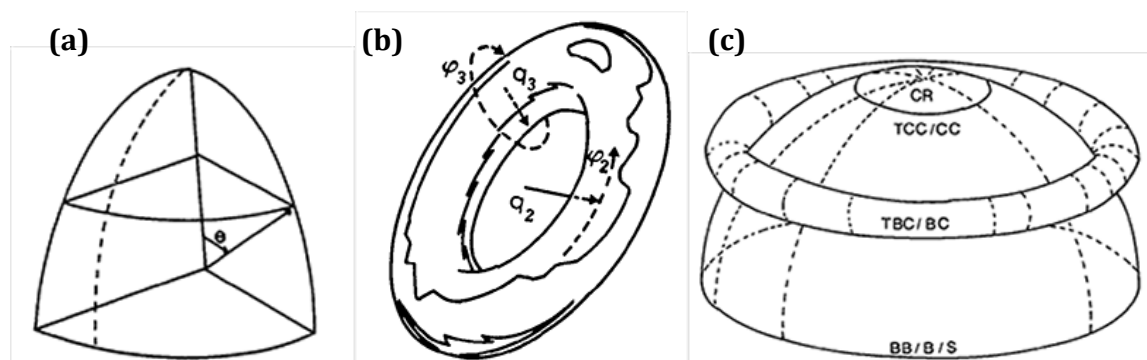 (a)
θ
(b)
φ3
q3
φ2
q2
(c)
CR
TCC/CC
TBC/BC
BB/B/S